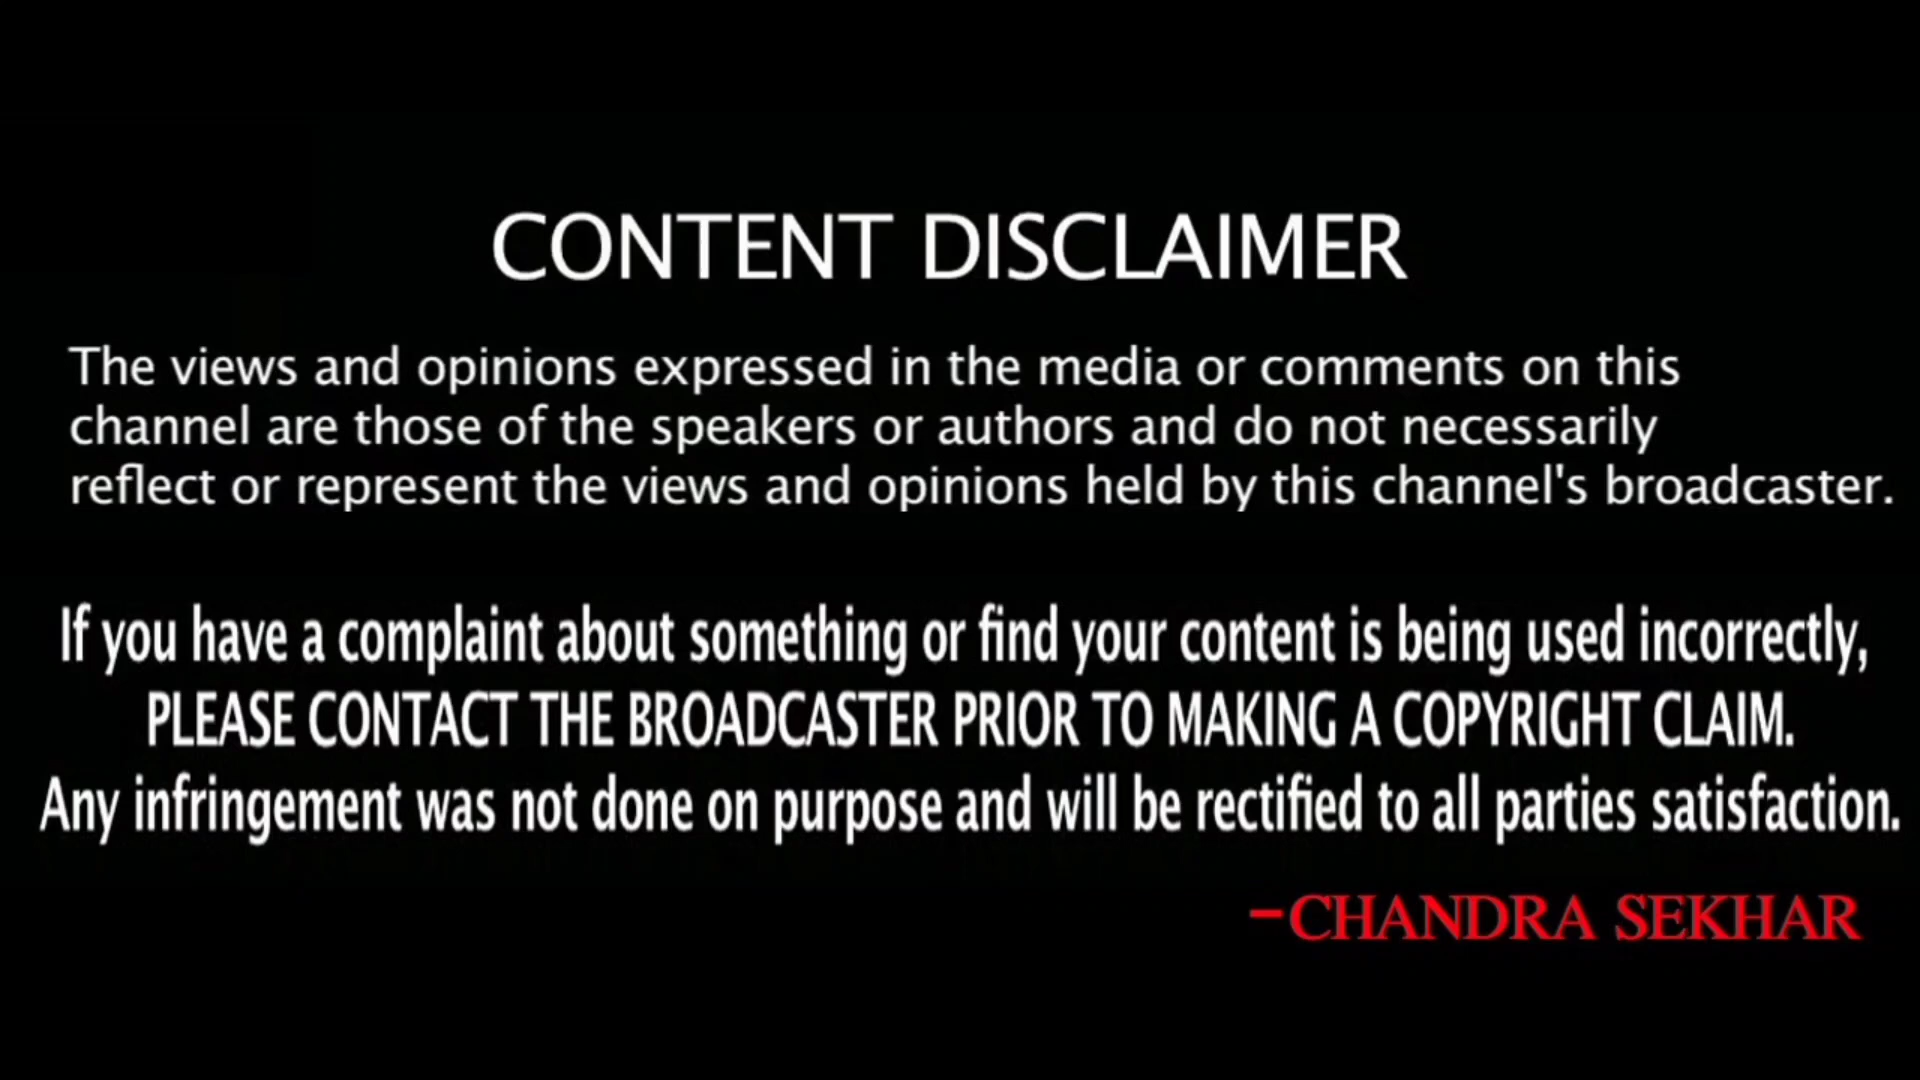 CONTENT DISCLAIMER
The views and opinions expressed in the media or comments on this
channel are those of the speakers or authors and do not necessarily
reflect or represent the views and opinions held by this channel's broadcaster.
If you have a complaint about something or find your content is being used incorrectly,
PLEASE CONTACT THE BROADCASTER PRIOR TO MAKING A COPYRIGHT CLAIM.
Any infringement was not done on purpose and will be rectified to all parties satisfaction.
-CHANDRA SEKHAR